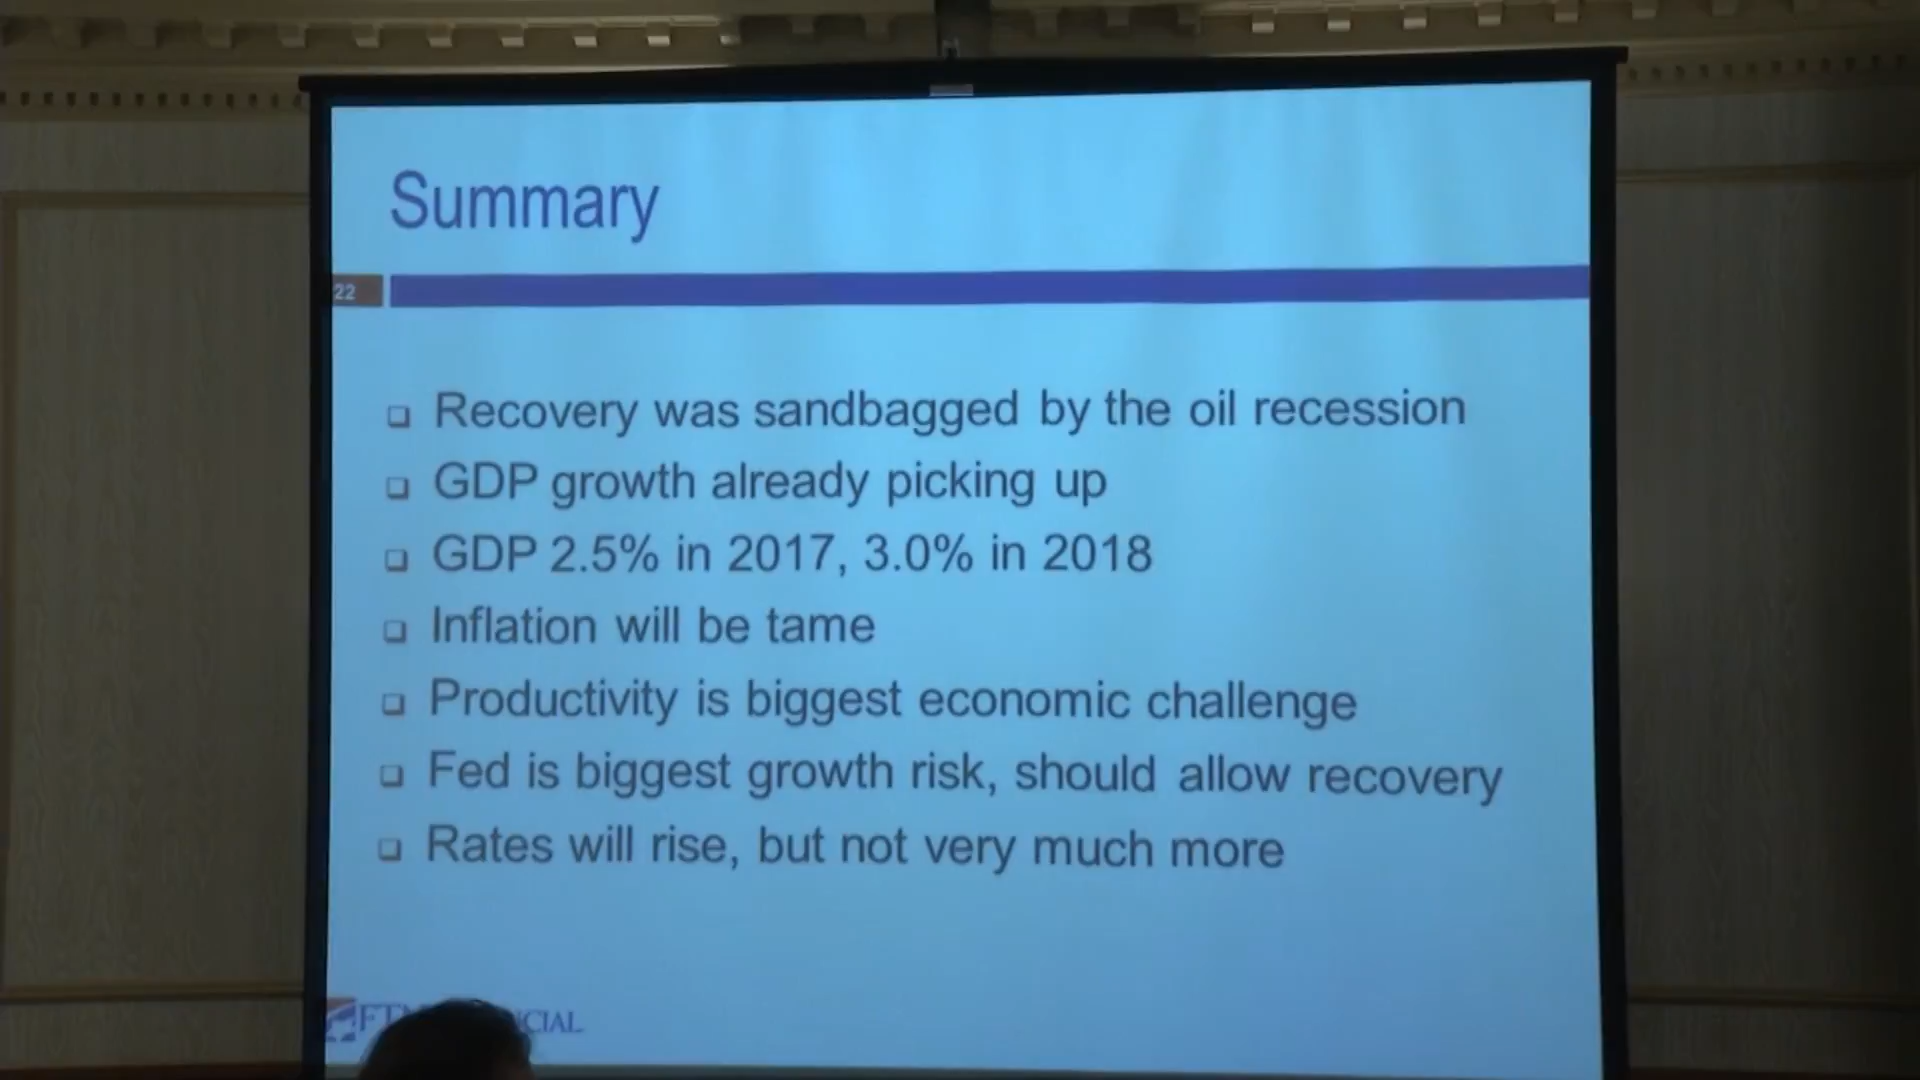 Summary
22
Recovery was sandbagged by the oil recession
GDP growth already picking up
GDP 2.5% in 2017, 3.0% in 2018
Inflation will be tame
Productivity is biggest economic challenge
Fed is biggest growth risk, should allow recovery
Rates will rise, but not very much more